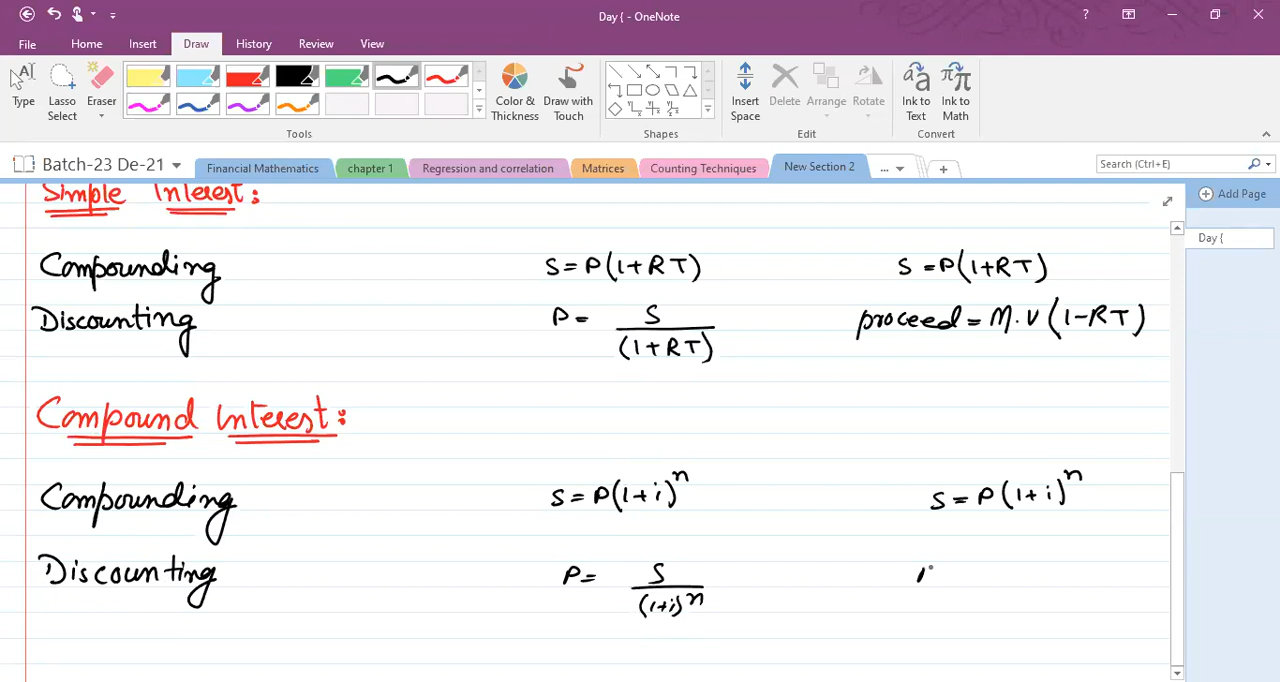 Day { - OneNote
?
File Home Insert Draw History Review View
Type Lasso Select Eraser Color & Thickness Draw with Touch Insert Space Delete Arrange Rotate Ink to Text Ink to Math
Tools Shapes Edit Convert
Batch-23 De-21 Financial Mathematics chapter 1 Regression and correlation Matrices Counting Techniques New Section 2 ... Search (Ctrl+E)
Add Page
Day {
Simple Interest:
Compounding S = P(1+RT) S = P(1+RT)
Discounting P = S/(1+RT) proceed = M.V(1-RT)
Compound Interest:
Compounding S = P(1+i)^n S = P(1+i)^n
Discounting P = S/(1+i)^n